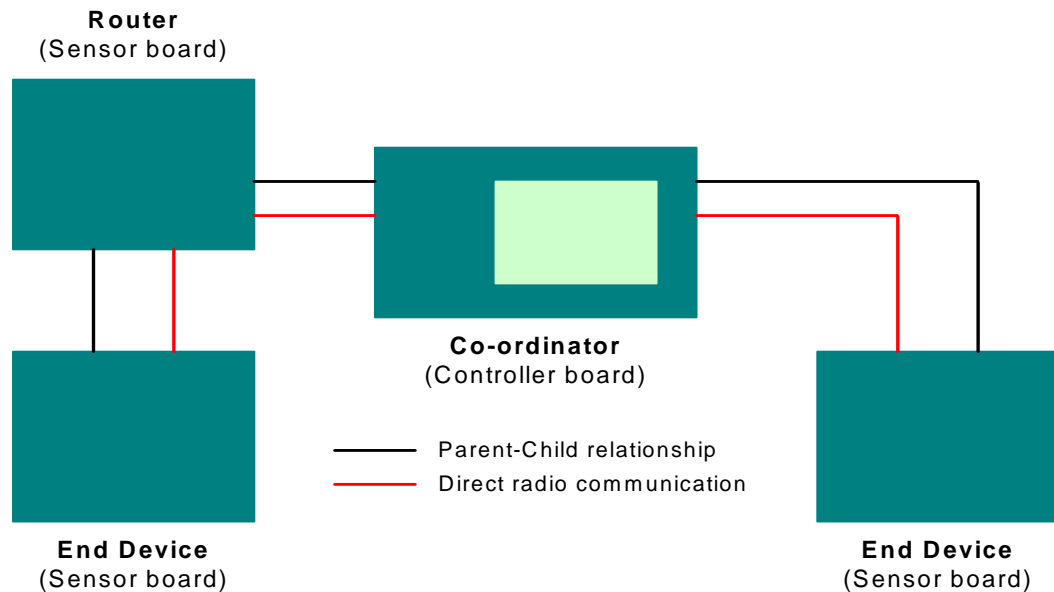 Router
(Sensor board)
Co-ordinator
(Controller board)
Parent-Child relationship
Direct radio communication
End Device
(Sensor board)
End Device
(Sensor board)